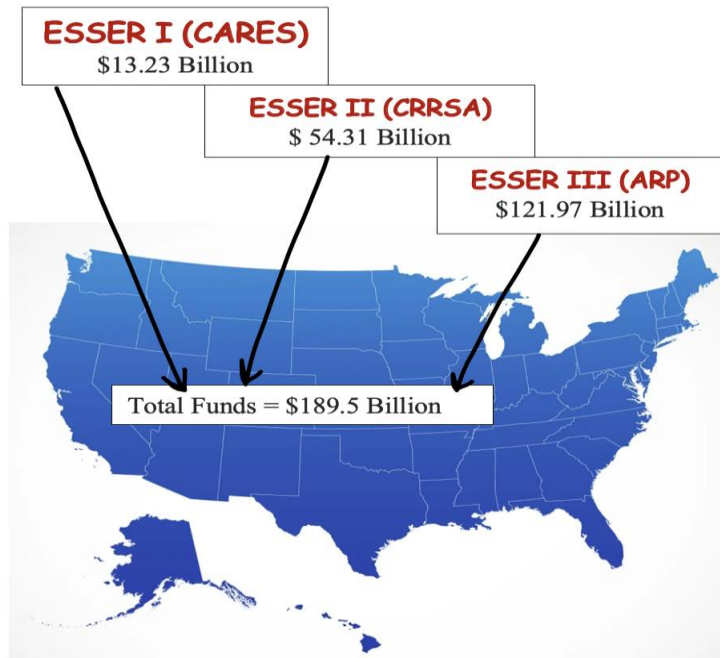 ESSER I (CARES)
$13.23 Billion
ESSER II (CRRSA)
$ 54.31 Billion
ESSER III (ARP)
$121.97 Billion
Total Funds = $189.5 Billion